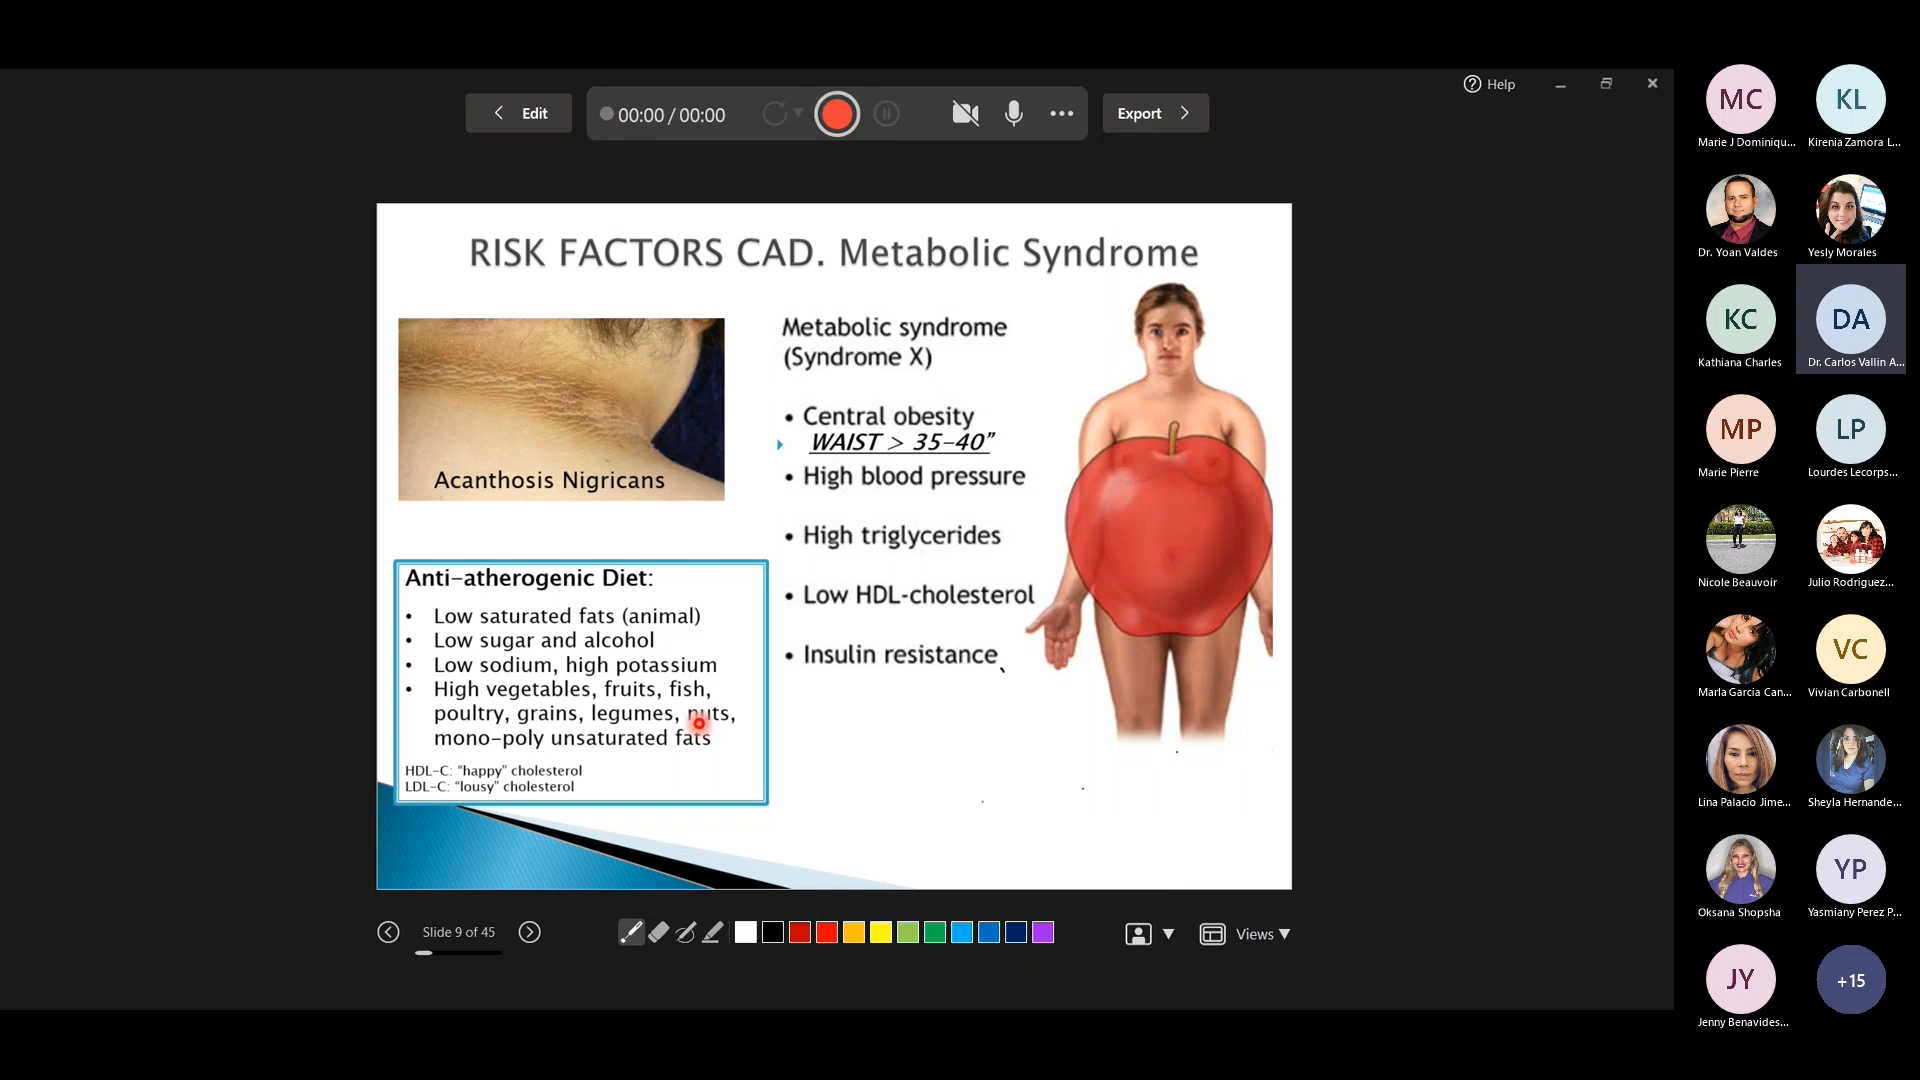 Help
Edit
00:00 / 00:00
Export
RISK FACTORS CAD. Metabolic Syndrome
Acanthosis Nigricans
Anti-atherogenic Diet:
• Low saturated fats (animal)
• Low sugar and alcohol
• Low sodium, high potassium
• High vegetables, fruits, fish,
poultry, grains, legumes, nuts,
mono-poly unsaturated fats
HDL-C: "happy" cholesterol
LDL-C: "lousy" cholesterol
Metabolic syndrome
(Syndrome X)
• Central obesity
WAIST > 35-40”
• High blood pressure
• High triglycerides
• Low HDL-cholesterol
• Insulin resistance
Slide 9 of 45
Views
MC
Marie J Dominiqu...
KL
Kirenia Zamora L...
Dr. Yoan Valdes
Yesly Morales
KC
Kathiana Charles
DA
Dr. Carlos Vallin A...
MP
Marie Pierre
LP
Lourdes Lecorps...
Nicole Beauvoir
Julio Rodriguez...
Marla Garcia Can...
VC
Vivian Carbonell
Lina Palacio Jime...
Sheyla Hernande...
Oksana Shopsha
YP
Yasmiany Perez P...
JY
Jenny Benavides...
+15